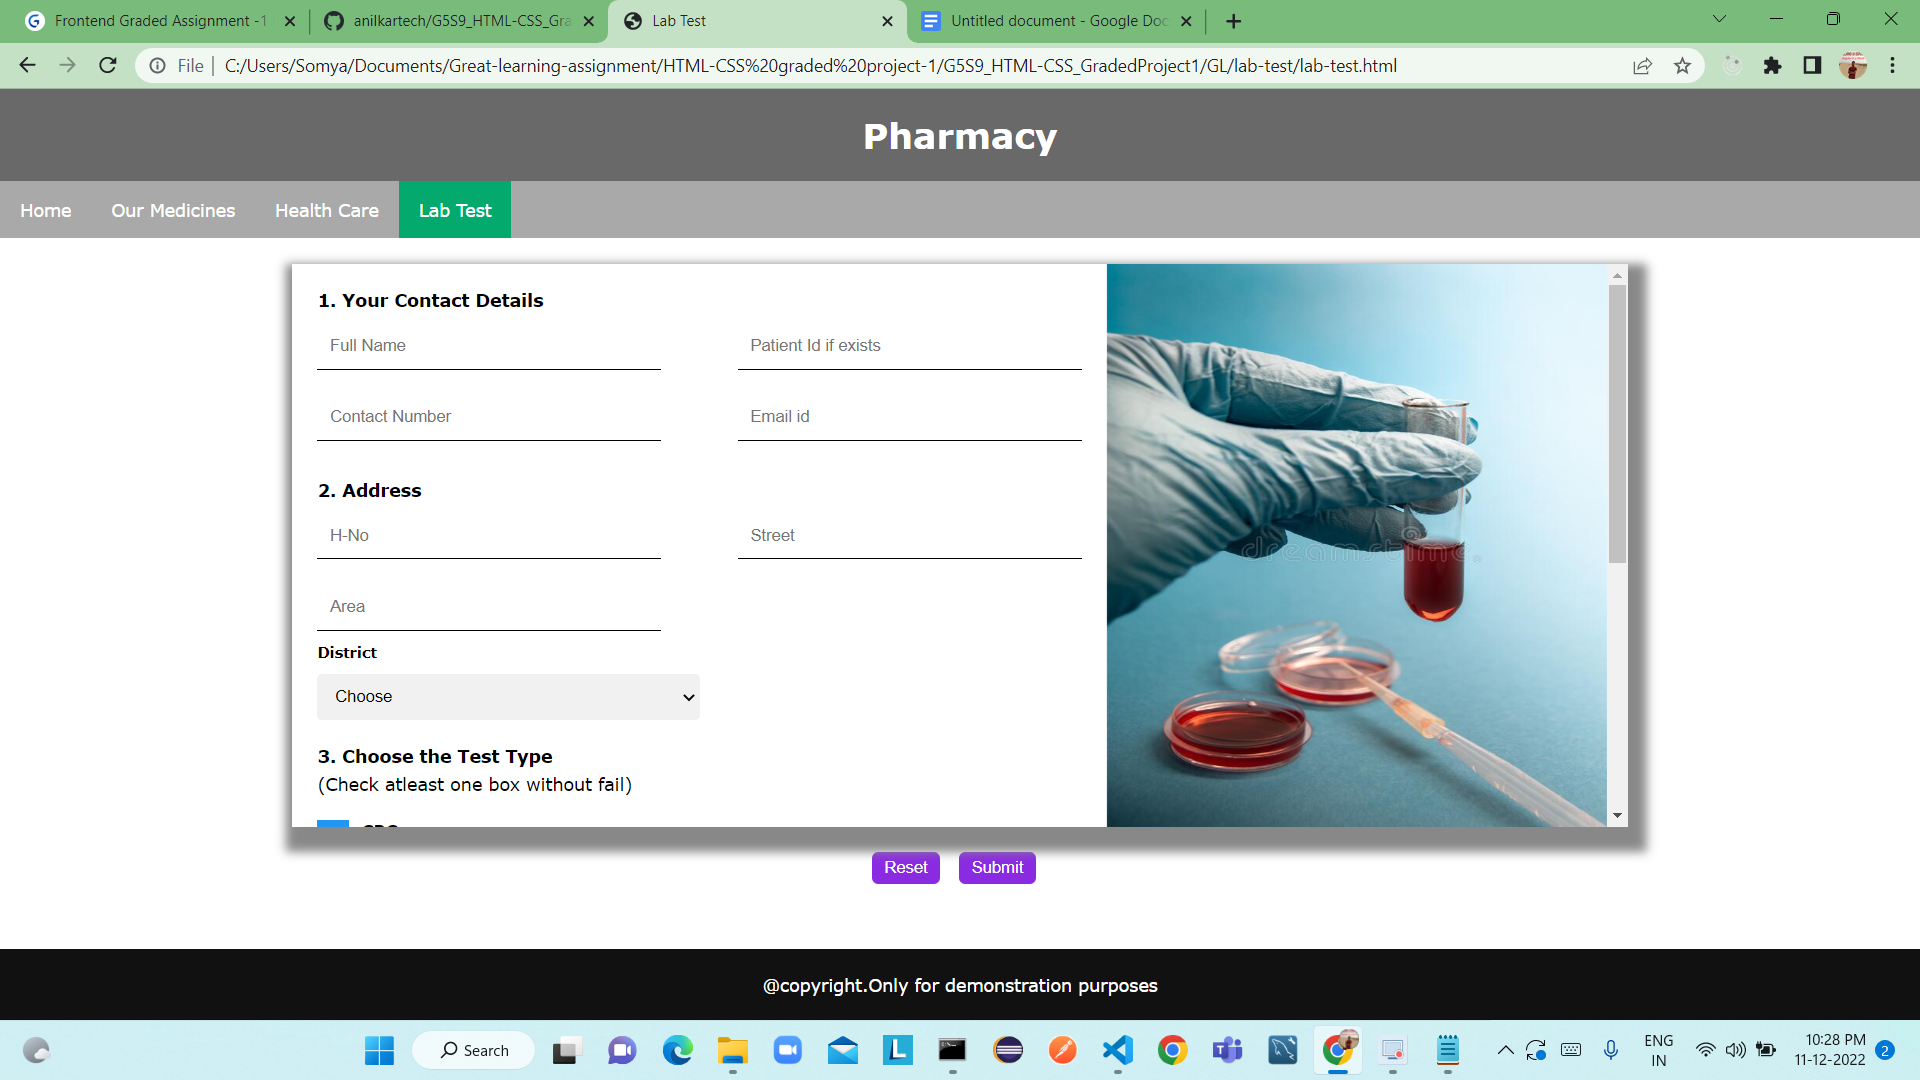 Frontend Graded Assignment -1
anilkartech/G5S9_HTML-CSS_Gra
Lab Test
Untitled document - Google Doc
File
C:/Users/Somya/Documents/Great-learning-assignment/HTML-CSS%20graded%20project-1/G5S9_HTML-CSS_GradedProject1/GL/lab-test/lab-test.html
Pharmacy
Home
Our Medicines
Health Care
Lab Test
1. Your Contact Details
Full Name
Patient Id if exists
Contact Number
Email id
2. Address
H-No
Street
Area
District
Choose
3. Choose the Test Type
(Check atleast one box without fail)
CBC
dreamstime.
Reset
Submit
@copyright.Only for demonstration purposes
Search
ENG
IN
10:28 PM
11-12-2022
2